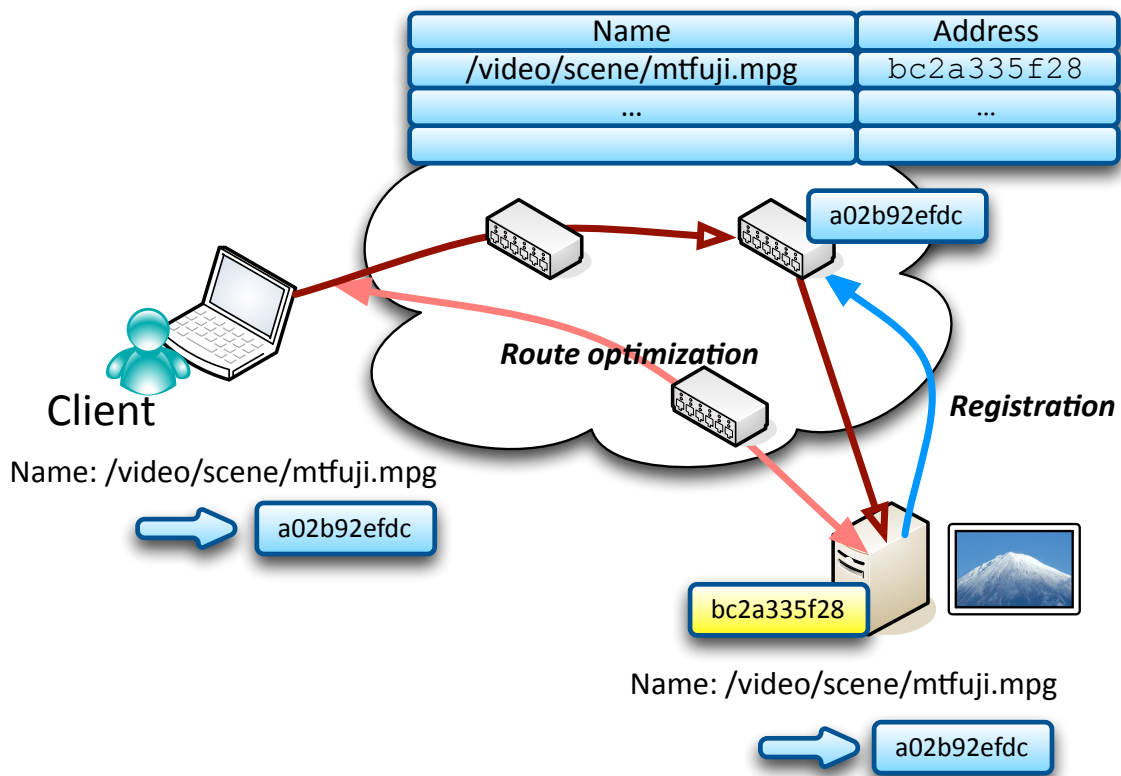 Name Address
/video/scene/mtfuji.mpg bc2a335f28
... ...
a02b92efdc
Route optimization
Registration
Client
Name: /video/scene/mtfuji.mpg
a02b92efdc
bc2a335f28
Name: /video/scene/mtfuji.mpg
a02b92efdc